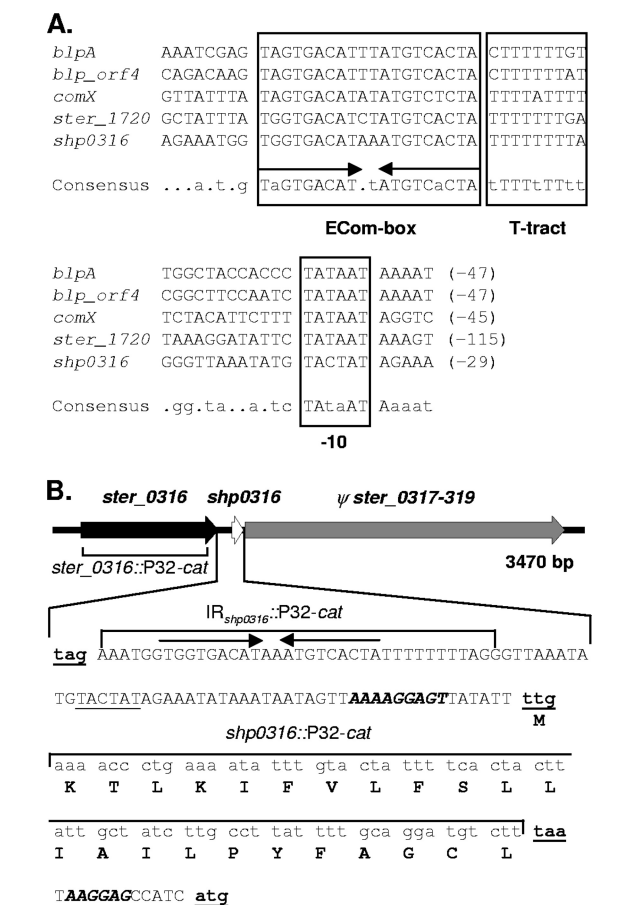 A.
blpA AAATCGAG TAGTGACATTTATGTCACTA CTTTTTTGT
blp_orf4 CAGACAAG TAGTGACATTTATGTCACTA CTTTTTTAT
comX GTTATTTA TAGTGACATATATGTCTCTA TTTTATTTT
ster_1720 GCTATTTA TGGTGACATCTATGTCACTA TTTTTTTGA
shp0316 AGAAATGG TGGTGACATAAATGTCACTA TTTTTTTTA
Consensus ...a.t.g TaGTGACAT.tATGTCaCTA tTTTtTTtt
ECom-box T-tract
blpA TGGCTACCACCC TATAAT AAAAT (−47)
blp_orf4 CGGCTTCCAATC TATAAT AAAAT (−47)
comX TCTACATTCTTT TATAAT AGGTC (−45)
ster_1720 TAAAGGATATTC TATAAT AAAGT (−115)
shp0316 GGGTTAAATATG TACTAT AGAAA (−29)
Consensus .gg.ta..a.tc TAtaAT Aaaat
-10
B.
ster_0316 shp0316 ψ ster_0317-319
ster_0316::P32-cat 3470 bp
IRshp0316::P32-cat
tag AAATGGTGGTGACATAAATGTCACTATTTTTTTTAGGGTTAAATA
TGTACTATAGAAATATAAATAATAGTTAAAAGGAGTTATATT ttg
M
shp0316::P32-cat
aaa acc ctg aaa ata ttt gta cta ttt tca cta ctt
K T L K I F V L F S L L
att gct atc ttg cct tat ttt gca gga tgt ctt taa
I A I L P Y F A G C L
TAAGGAGCCATC atg